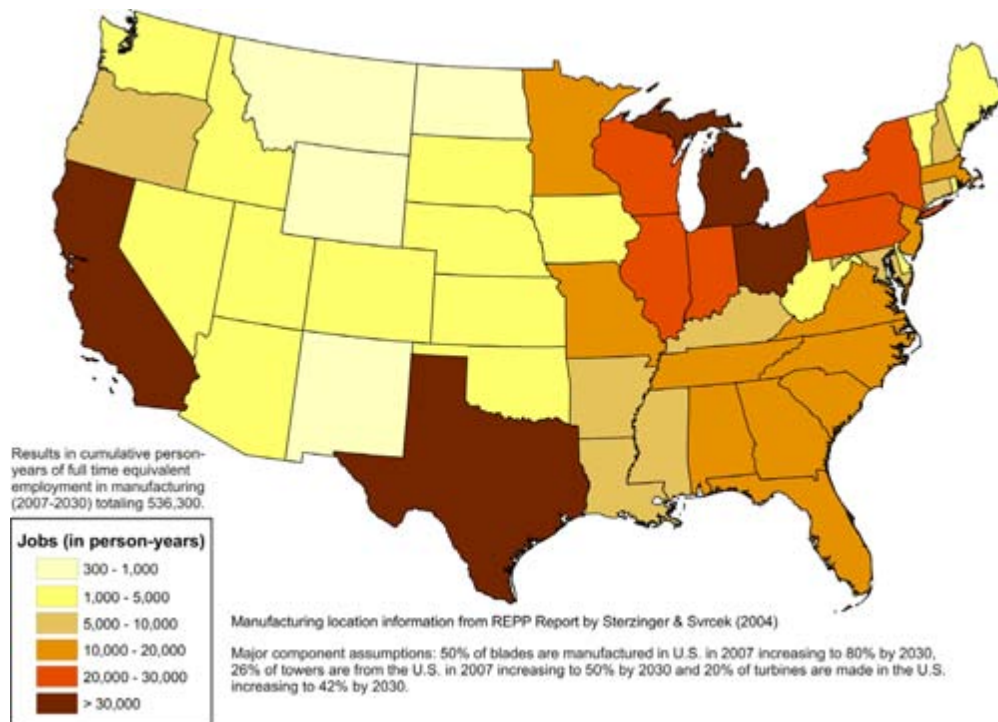 Results in cumulative person-
years of full time equivalent
employment in manufacturing
(2007-2030) totaling 536,300.
Jobs (in person-years)
300 - 1,000
1,000 - 5,000
5,000 - 10,000
10,000 - 20,000
20,000 - 30,000
> 30,000
Manufacturing location information from REPP Report by Sterzinger & Svrcek (2004)
Major component assumptions: 50% of blades are manufactured in U.S. in 2007 increasing to 80% by 2030,
26% of towers are from the U.S. in 2007 increasing to 50% by 2030 and 20% of turbines are made in the U.S.
increasing to 42% by 2030.